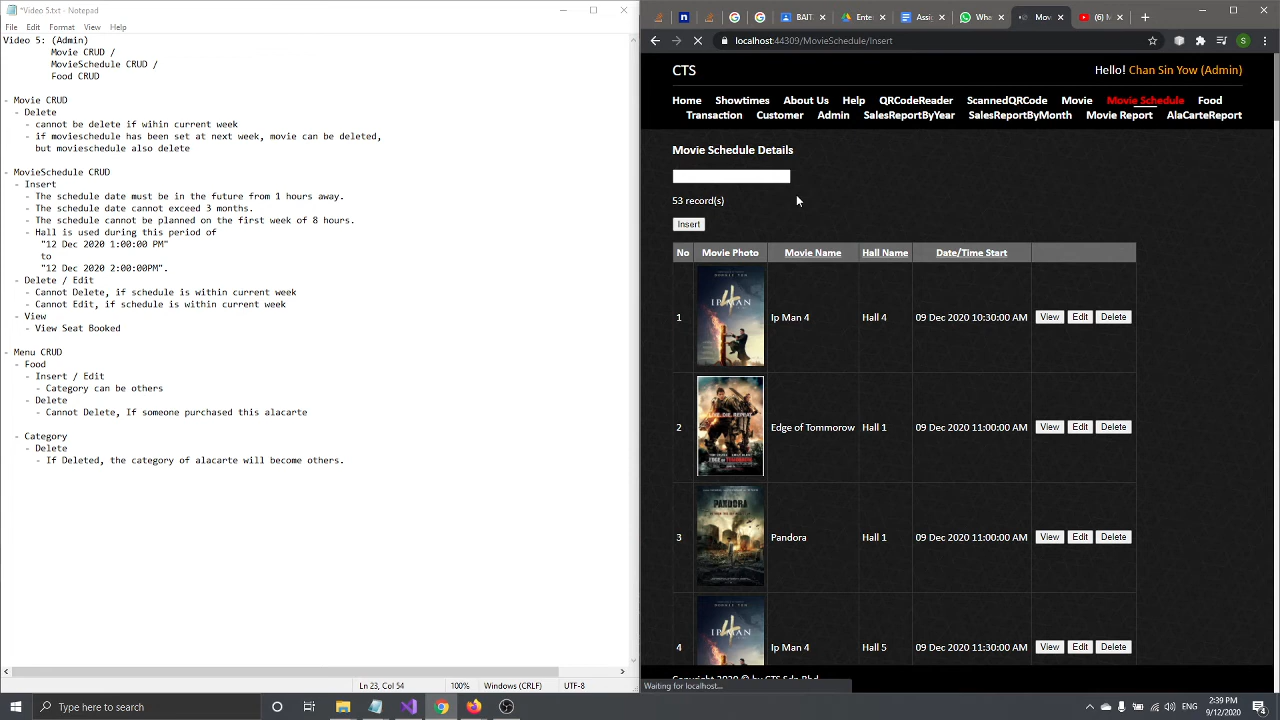 *Video 5.txt - Notepad
File Edit Format View Help
Video 5: (Admin)
Movie CRUD /
MovieSchedule CRUD /
Food CRUD
- Movie CRUD
- Delete
- cannot be delete if wihin current week
- if movieschedule has been set at next week, movie can be deleted,
but movieschedule also delete
- MovieSchedule CRUD
- Insert
- The schedule date must be in the future from 1 hours away.
- The schedule date cannot exceed 3 months.
- The schedule cannot be planned on the first week of 8 hours.
- Hall is used during this period of
"12 Dec 2020 1:00:00 PM"
to
"12 Dec 2020 2:00:00PM".
- Delete / Edit
- Cannot Delete, if schedule is within current week
- Cannot Edit, if schedule is within current week
- View
- View Seat Booked
- Menu CRUD
- Food
- Insert / Edit
- Category can be others
- Delete
- Cannot Delete, If someone purchased this alacarte
- Category
- Delete
- If Deleted, the category of alacarte will become others.
Ln 23, Col 54 100% Windows (CRLF) UTF-8
localhost:44309/MovieSchedule/Insert
CTS
Hello! Chan Sin Yow (Admin)
Home Showtimes About Us Help QRCodeReader ScannedQRCode Movie Movie Schedule Food
Transaction Customer Admin SalesReportByYear SalesReportByMonth Movie Report AlaCarteReport
Movie Schedule Details
53 record(s)
Insert
No Movie Photo Movie Name Hall Name Date/Time Start
1 Ip Man 4 Hall 4 09 Dec 2020 10:30:00 AM View Edit Delete
2 Edge of Tommorow Hall 1 09 Dec 2020 11:00:00 AM View Edit Delete
3 PANDORA Pandora Hall 1 09 Dec 2020 11:30:00 AM View Edit Delete
4 Ip Man 4 Hall 5 09 Dec 2020 11:00:00 AM View Edit Delete
Waiting for localhost...
Type here to search
ENG
2:39 PM
9/12/2020